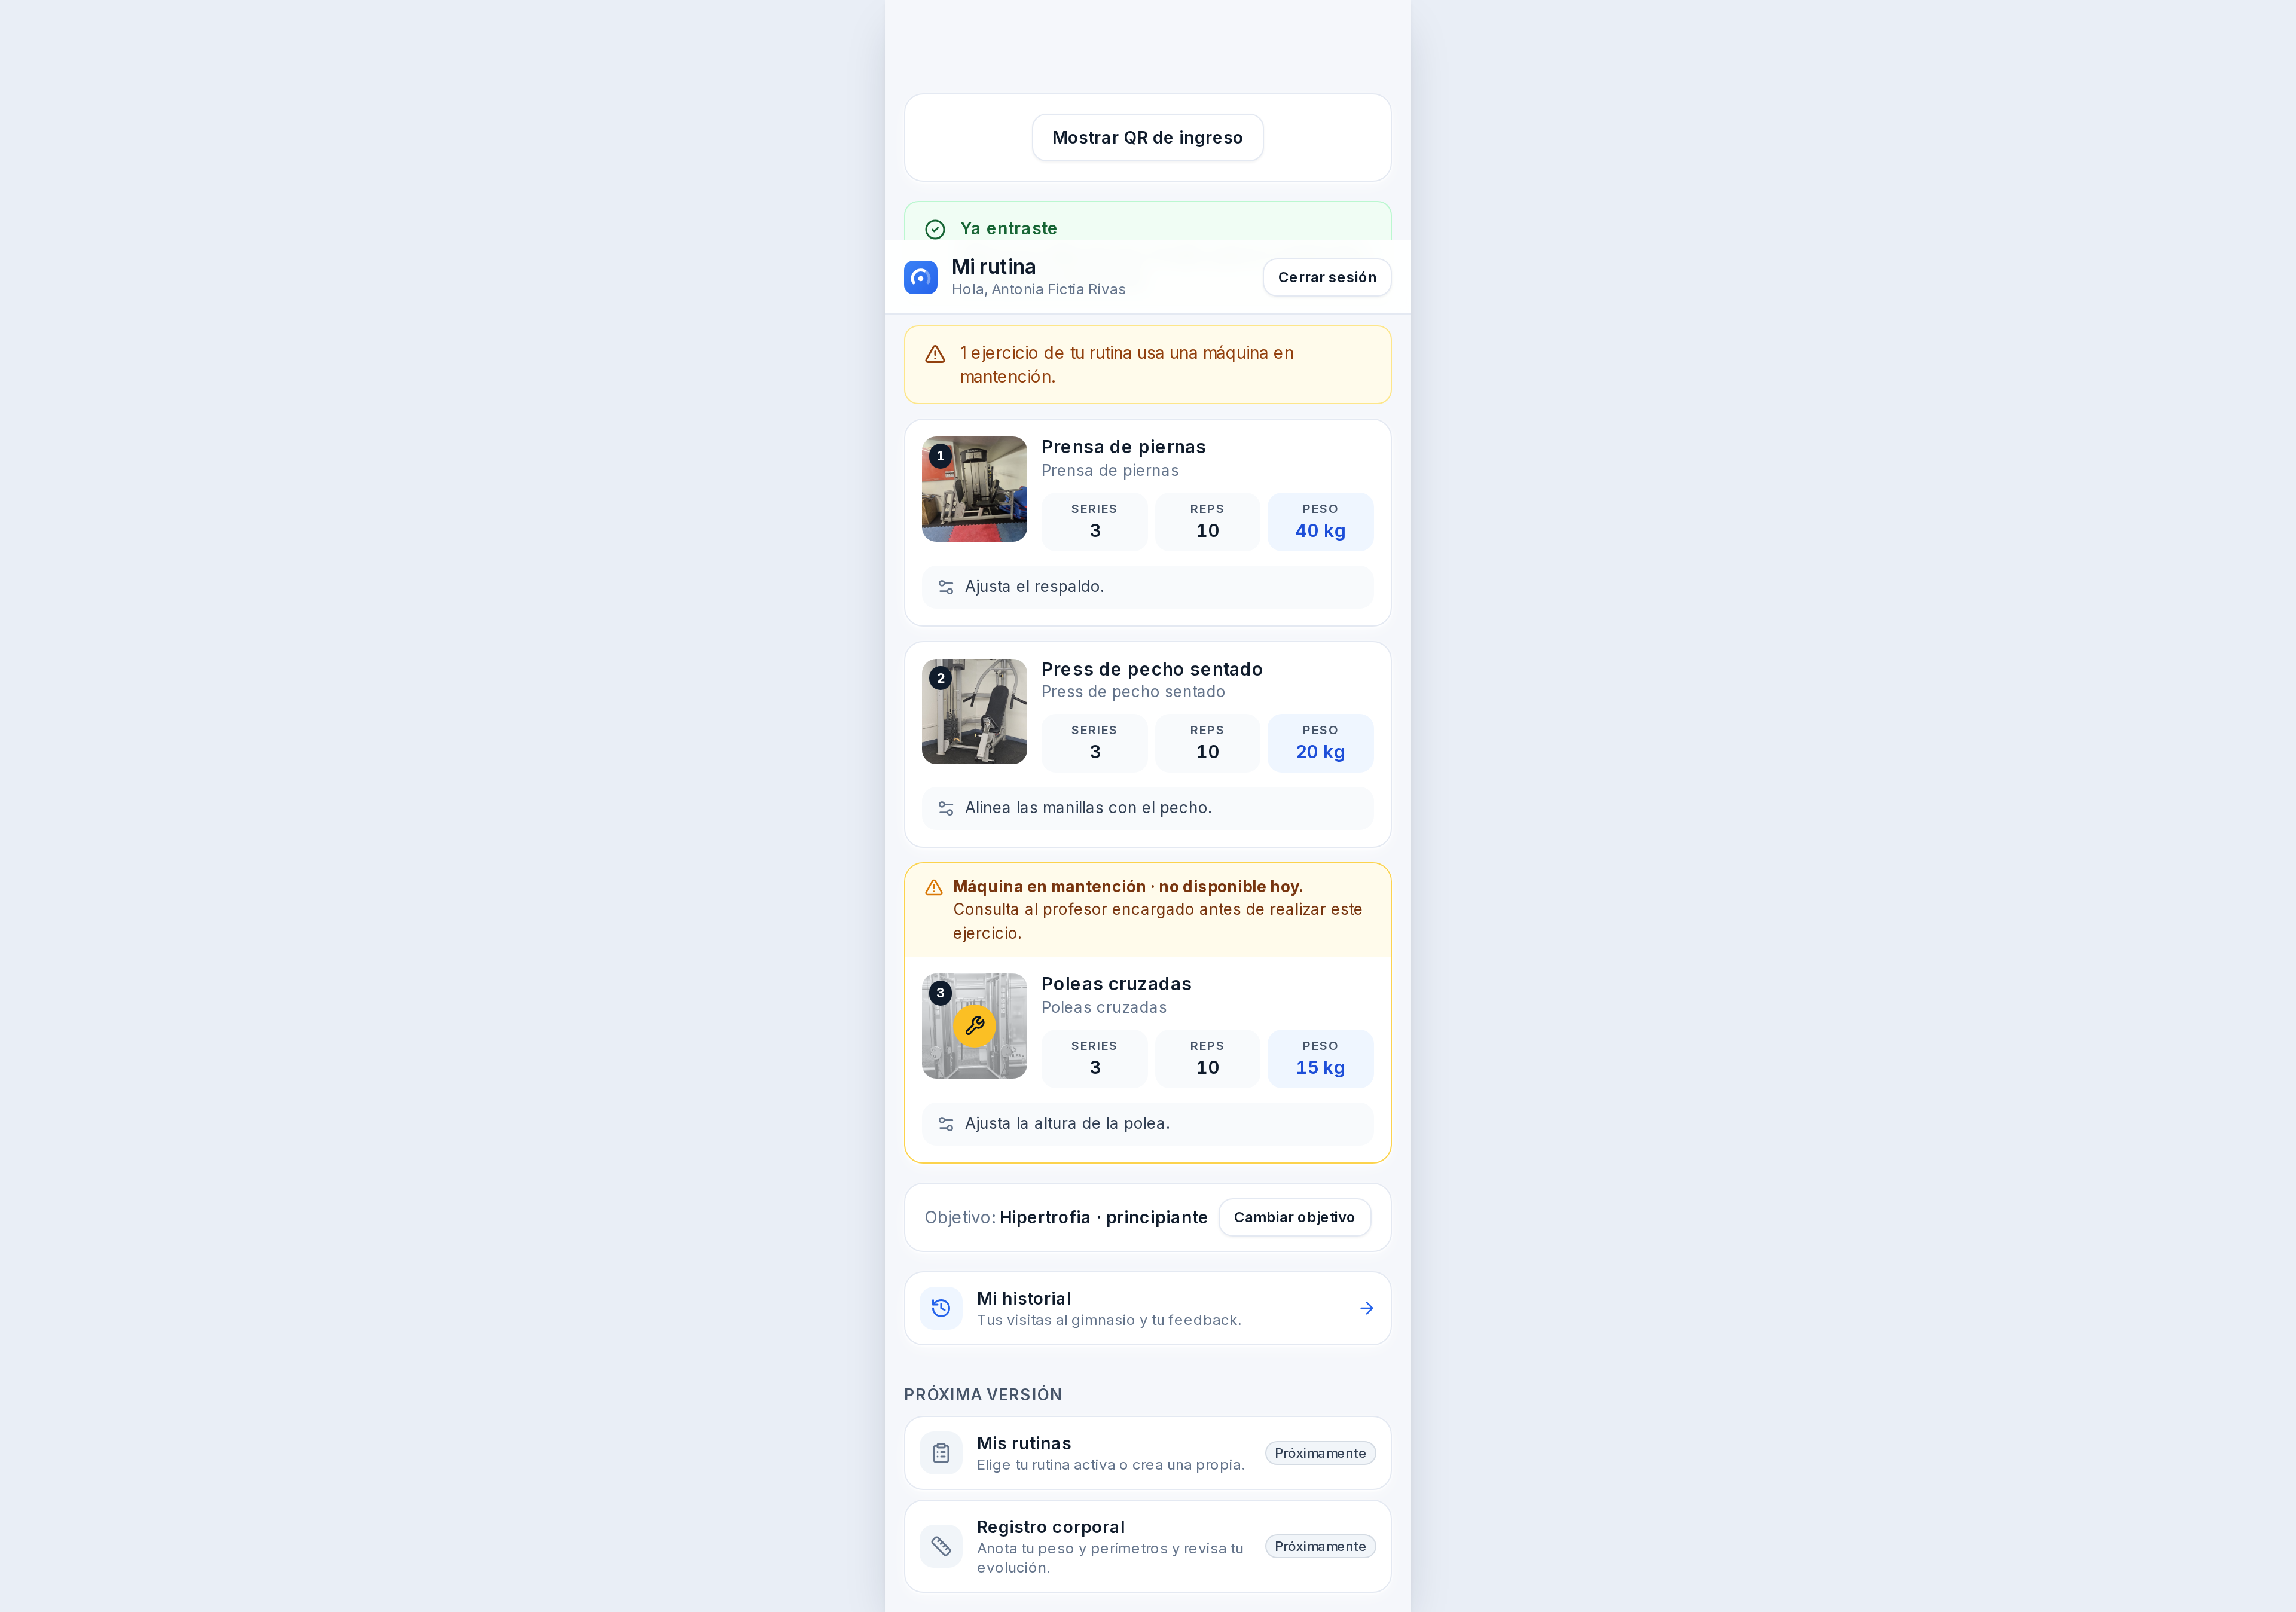 Mostrar QR de ingreso
Ya entraste
Mi rutina
Hola, Antonia Fictia Rivas
Cerrar sesión
1 ejercicio de tu rutina usa una máquina en
mantención.
1
Prensa de piernas
Prensa de piernas
SERIES
3
REPS
10
PESO
40 kg
Ajusta el respaldo.
2
Press de pecho sentado
Press de pecho sentado
SERIES
3
REPS
10
PESO
20 kg
Alinea las manillas con el pecho.
Máquina en mantención · no disponible hoy.
Consulta al profesor encargado antes de realizar este
ejercicio.
3
Poleas cruzadas
Poleas cruzadas
SERIES
3
REPS
10
PESO
15 kg
Ajusta la altura de la polea.
Objetivo: Hipertrofia · principiante
Cambiar objetivo
Mi historial
Tus visitas al gimnasio y tu feedback.
PRÓXIMA VERSIÓN
Mis rutinas
Elige tu rutina activa o crea una propia.
Próximamente
Registro corporal
Anota tu peso y perímetros y revisa tu
evolución.
Próximamente